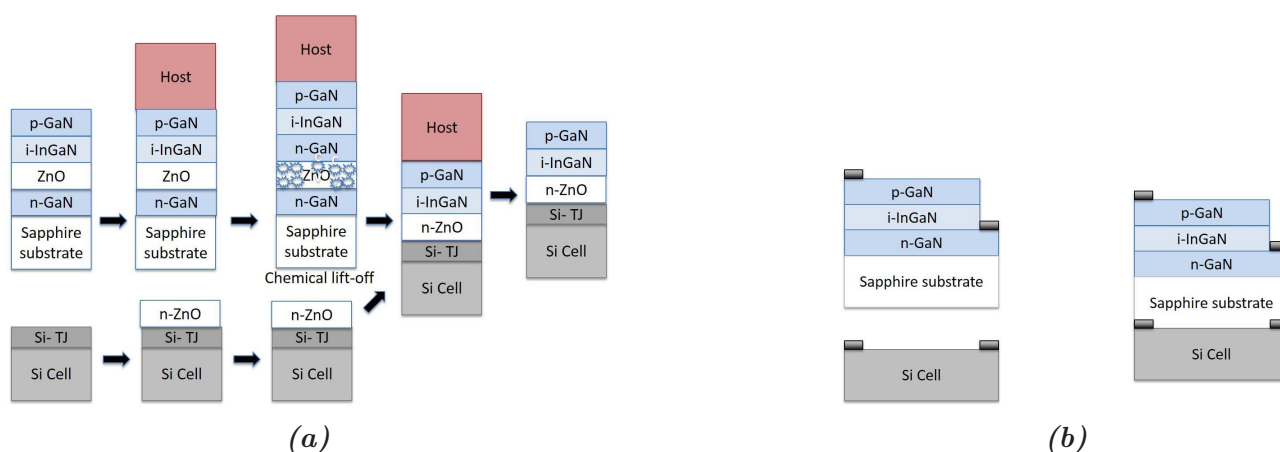 p-GaN
i-InGaN
ZnO
n-GaN
Sapphire
substrate
Host
p-GaN
i-InGaN
ZnO
n-GaN
Sapphire
substrate
Host
p-GaN
i-InGaN
n-GaN
ZnO
n-GaN
Sapphire
substrate
Chemical lift-off
Host
p-GaN
i-InGaN
n-ZnO
Si- TJ
Si Cell
p-GaN
i-InGaN
n-ZnO
Si- TJ
Si Cell
Si- TJ
Si Cell
n-ZnO
Si- TJ
Si Cell
n-ZnO
Si- TJ
Si Cell
(a)
p-GaN
i-InGaN
n-GaN
Sapphire substrate
Si Cell
p-GaN
i-InGaN
n-GaN
Sapphire substrate
Si Cell
(b)